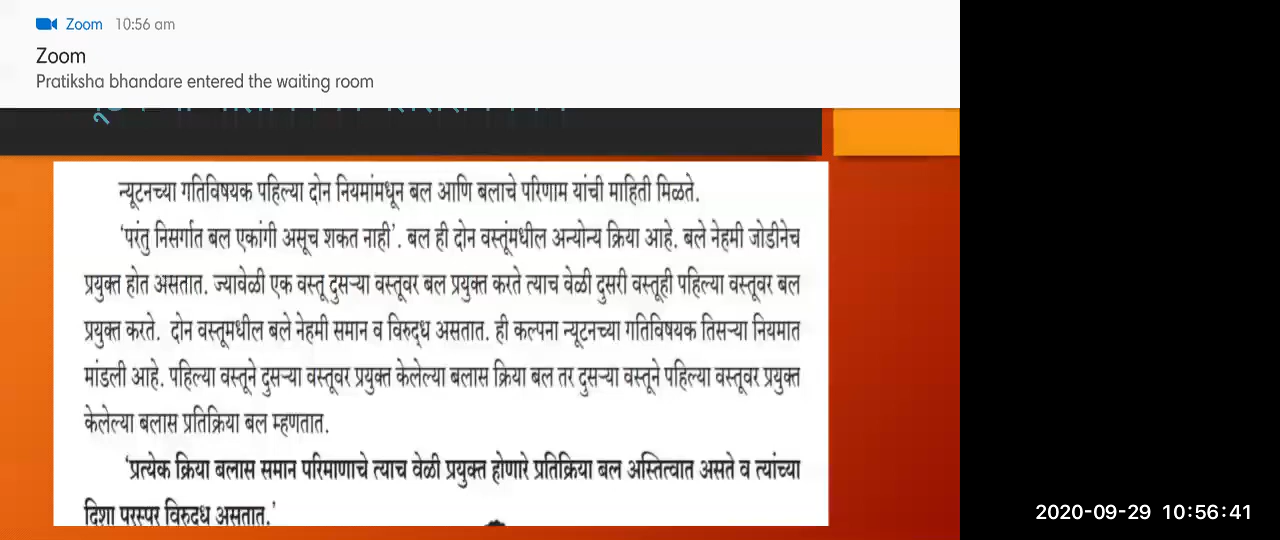 Zoom 10:56 am
Zoom
Pratiksha bhandare entered the waiting room
न्यूटनच्या गतिविषयक पहिल्या दोन नियमांमधून बल आणि बलाचे परिणाम यांची माहिती मिळते.
‘परंतु निसर्गात बल एकांगी असूच शकत नाही’. बल ही दोन वस्तूंमधील अन्योन्य क्रिया आहे. बले नेहमी जोडीनेच
प्रयुक्त होत असतात. ज्यावेळी एक वस्तू दुसऱ्या वस्तूवर बल प्रयुक्त करते त्याच वेळी दुसरी वस्तूही पहिल्या वस्तूवर बल
प्रयुक्त करते. दोन वस्तूमधील बले नेहमी समान व विरुद्ध असतात. ही कल्पना न्यूटनच्या गतिविषयक तिसऱ्या नियमात
मांडली आहे. पहिल्या वस्तूने दुसऱ्या वस्तूवर प्रयुक्त केलेल्या बलास क्रिया बल तर दुसऱ्या वस्तूने पहिल्या वस्तूवर प्रयुक्त
केलेल्या बलास प्रतिक्रिया बल म्हणतात.
‘प्रत्येक क्रिया बलास समान परिमाणाचे त्याच वेळी प्रयुक्त होणारे प्रतिक्रिया बल अस्तित्वात असते व त्यांच्या
दिशा परस्पर विरुद्ध असतात.’
2020-09-29 10:56:41